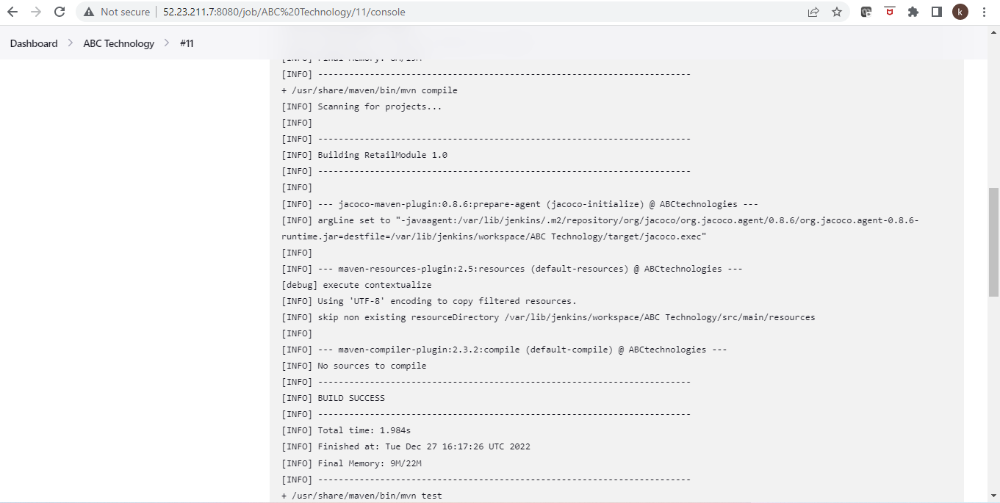 Not secure | 52.23.211.7:8080/job/ABC%20Technology/11/console
k
Dashboard > ABC Technology > #11
[INFO] Final Memory: 8M/19M
[INFO] ------------------------------------------------------------------------
+ /usr/share/maven/bin/mvn compile
[INFO] Scanning for projects...
[INFO]
[INFO] ------------------------------------------------------------------------
[INFO] Building RetailModule 1.0
[INFO] ------------------------------------------------------------------------
[INFO]
[INFO] --- jacoco-maven-plugin:0.8.6:prepare-agent (jacoco-initialize) @ ABCtechnologies ---
[INFO] argLine set to "-javaagent:/var/lib/jenkins/.m2/repository/org/jacoco/org.jacoco.agent/0.8.6/org.jacoco.agent-0.8.6-
runtime.jar=destfile=/var/lib/jenkins/workspace/ABC Technology/target/jacoco.exec"
[INFO]
[INFO] --- maven-resources-plugin:2.5:resources (default-resources) @ ABCtechnologies ---
[debug] execute contextualize
[INFO] Using 'UTF-8' encoding to copy filtered resources.
[INFO] skip non existing resourceDirectory /var/lib/jenkins/workspace/ABC Technology/src/main/resources
[INFO]
[INFO] --- maven-compiler-plugin:2.3.2:compile (default-compile) @ ABCtechnologies ---
[INFO] No sources to compile
[INFO] ------------------------------------------------------------------------
[INFO] BUILD SUCCESS
[INFO] ------------------------------------------------------------------------
[INFO] Total time: 1.984s
[INFO] Finished at: Tue Dec 27 16:17:26 UTC 2022
[INFO] Final Memory: 9M/22M
[INFO] ------------------------------------------------------------------------
+ /usr/share/maven/bin/mvn test